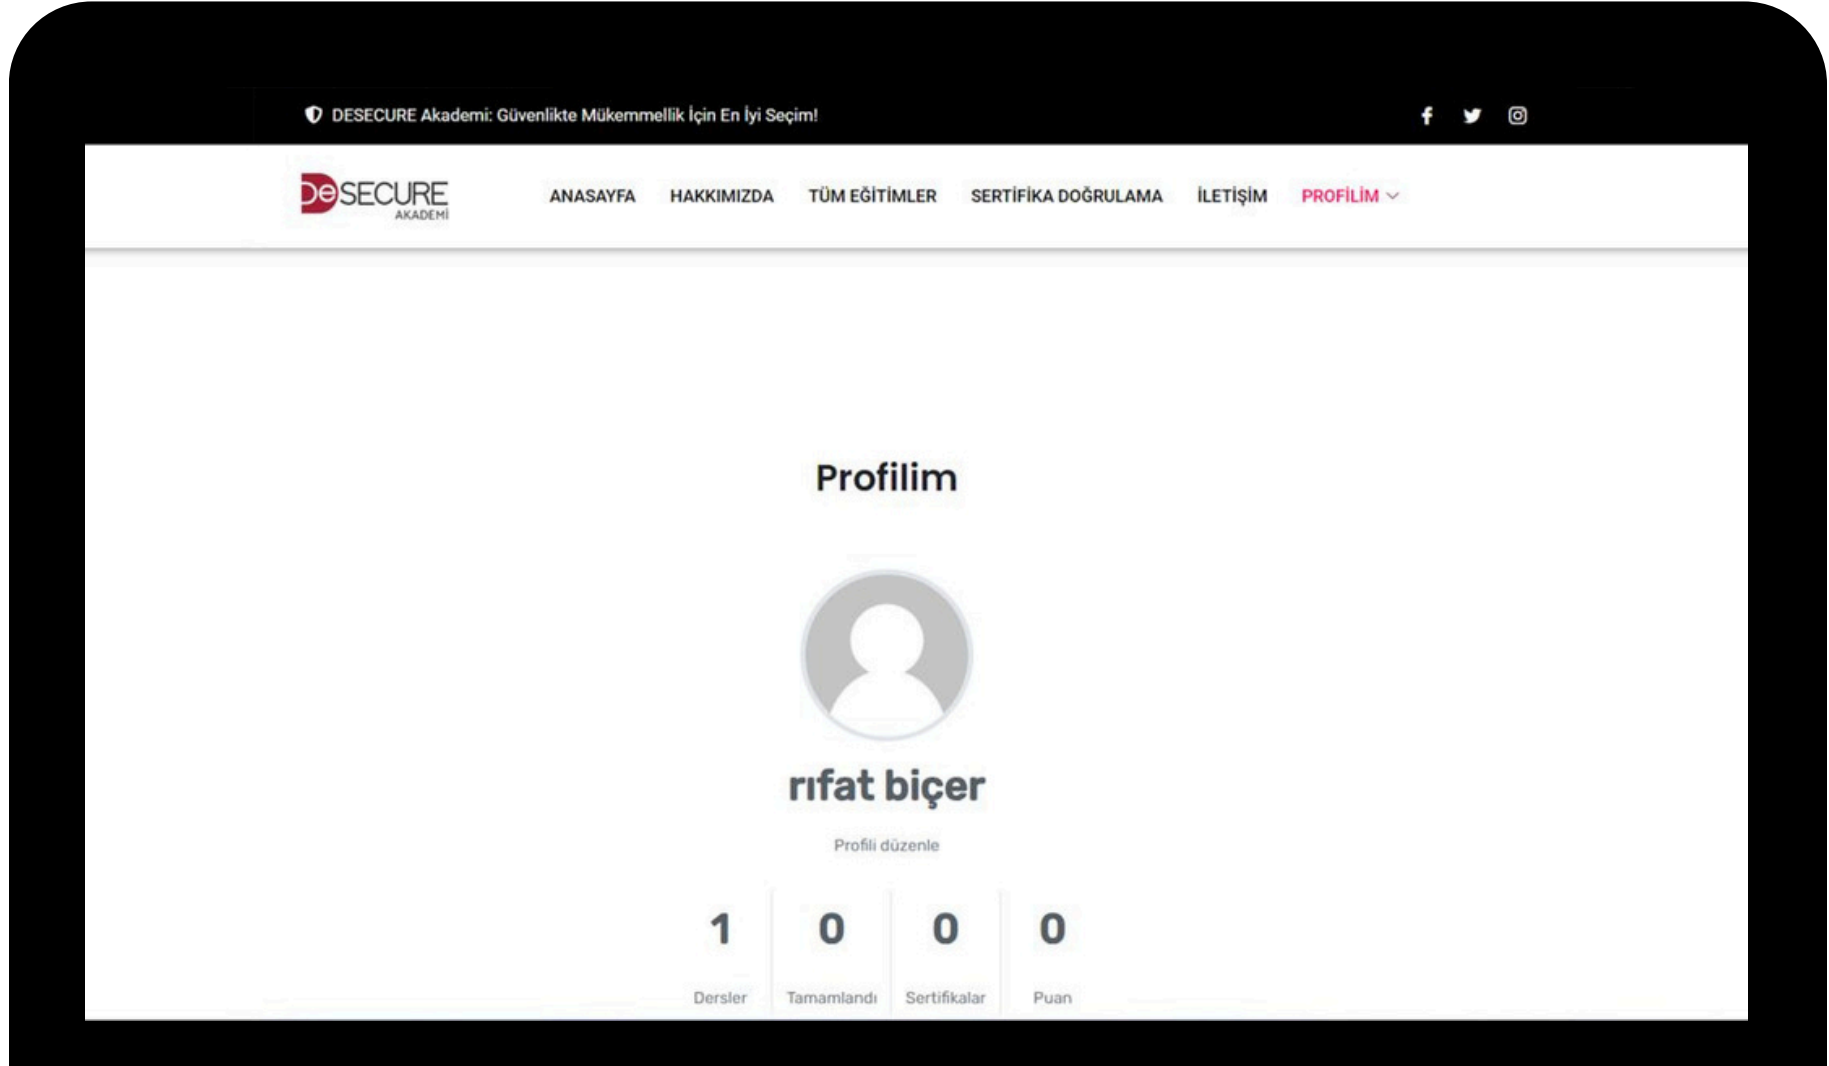 DESECURE Akademi: Güvenlikte Mükemmellik İçin En İyi Seçim!
DeSECURE
AKADEMİ
ANASAYFA HAKKIMIZDA TÜM EĞİTİMLER SERTİFİKA DOĞRULAMA İLETİŞİM PROFİLİM
Profilim
rıfat biçer
Profili düzenle
1 0 0 0
Dersler Tamamlandı Sertifikalar Puan